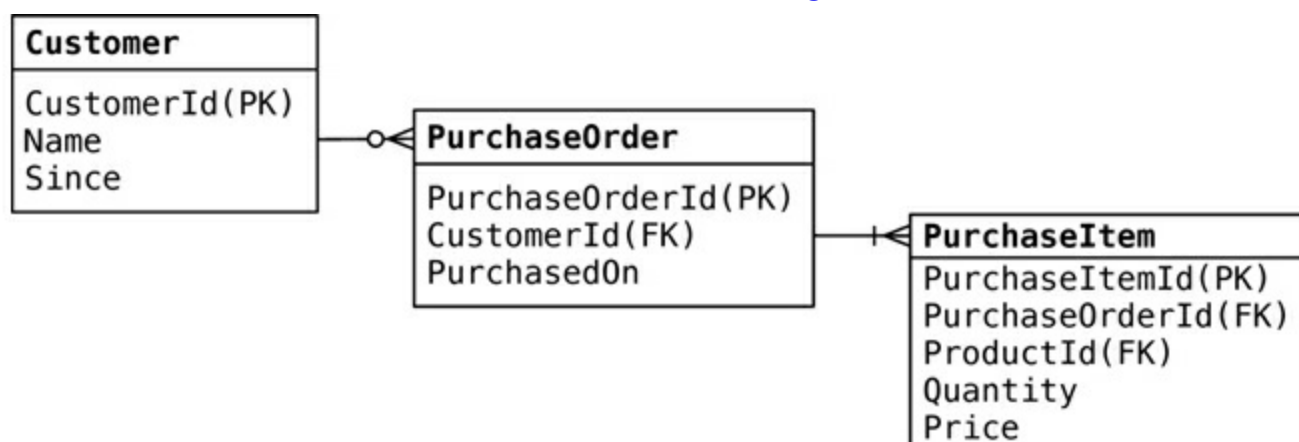 Customer
CustomerId(PK)
Name
Since
PurchaseOrder
PurchaseOrderId(PK)
CustomerId(FK)
PurchasedOn
PurchaseItem
PurchaseItemId(PK)
PurchaseOrderId(FK)
ProductId(FK)
Quantity
Price